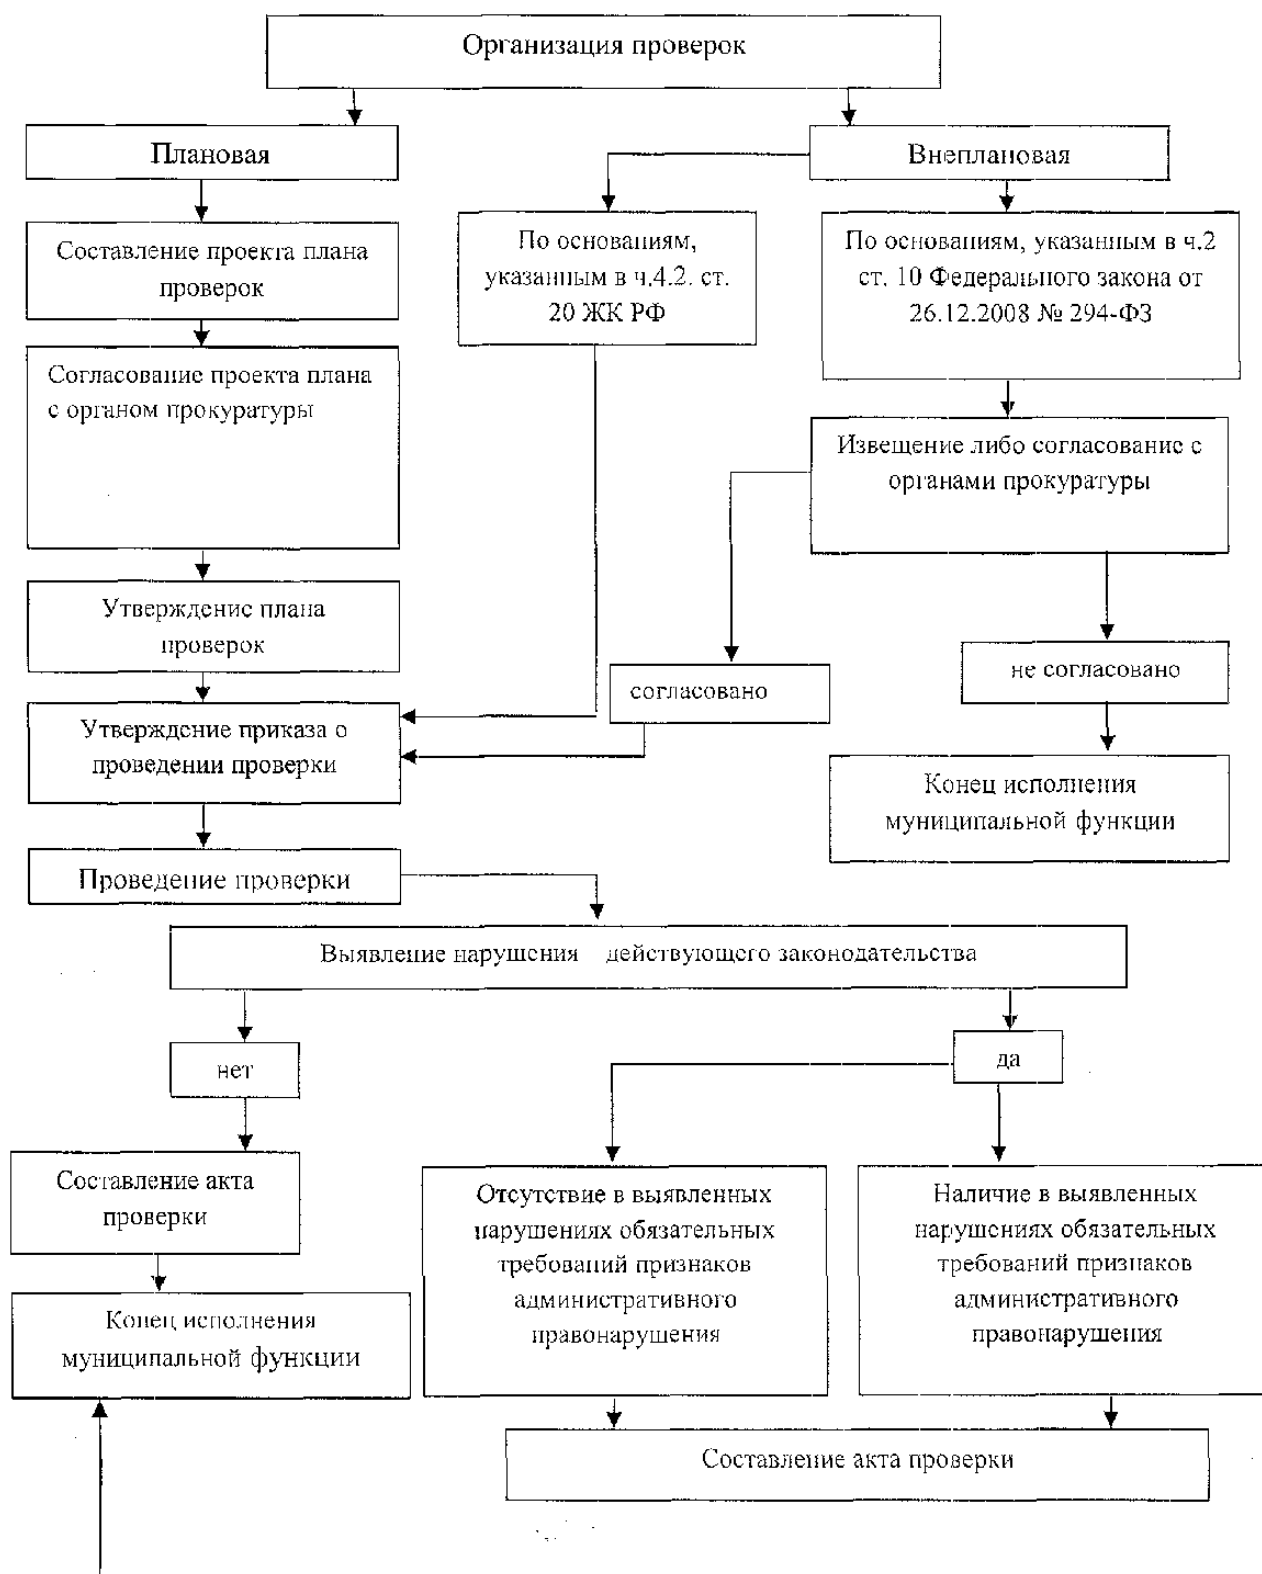 Организация проверок
Плановая
Внеплановая
Составление проекта плана
проверок
По основаниям,
указанным в ч.4.2. ст.
20 ЖК РФ
По основаниям, указанным в ч.2
ст. 10 Федерального закона от
26.12.2008 № 294-ФЗ
Согласование проекта плана
с органом прокуратуры
Извещение либо согласование с
органами прокуратуры
Утверждение плана
проверок
не согласовано
согласовано
Утверждение приказа о
проведении проверки
Конец исполнения
муниципальной функции
Проведение проверки
Выявление нарушения действующего законодательства
нет
да
Составление акта
проверки
Отсутствие в выявленных
нарушениях обязательных
требований признаков
административного
правонарушения
Наличие в выявленных
нарушениях обязательных
требований признаков
административного
правонарушения
Конец исполнения
муниципальной функции
Составление акта проверки